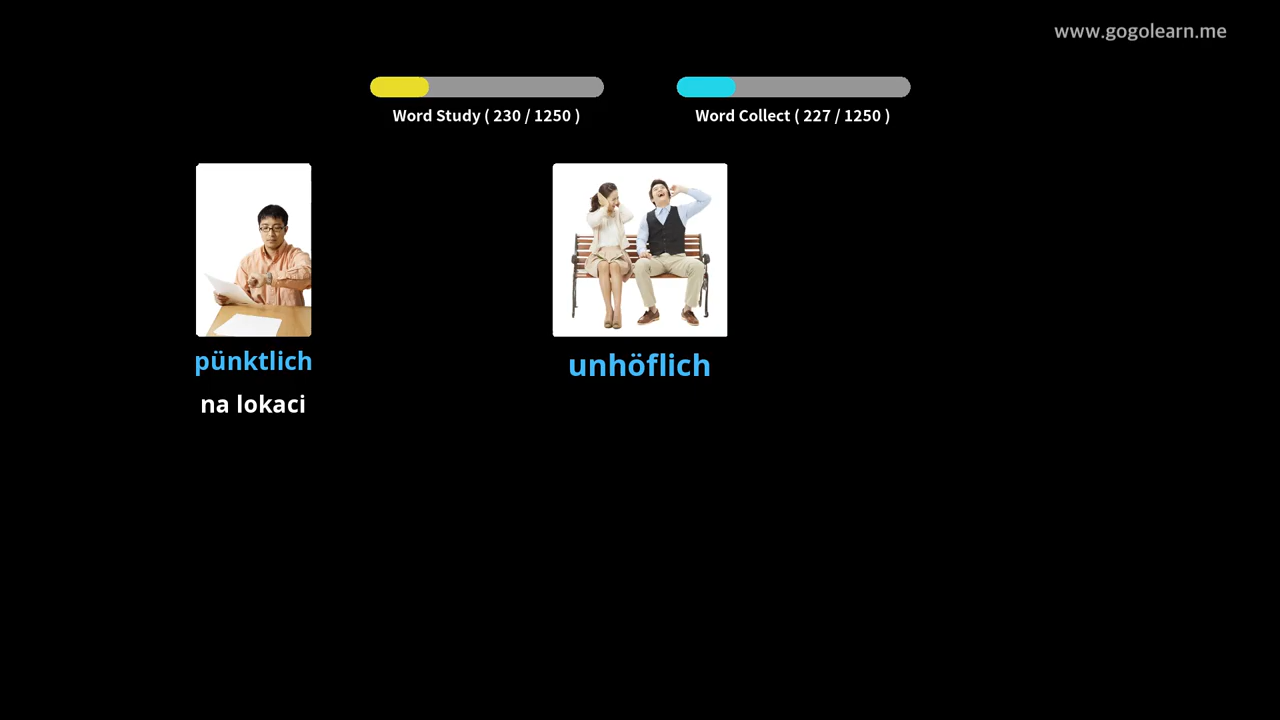 www.gogolearn.me
Word Study ( 230 / 1250 )
Word Collect ( 227 / 1250 )
pünktlich
na lokaci
unhöflich